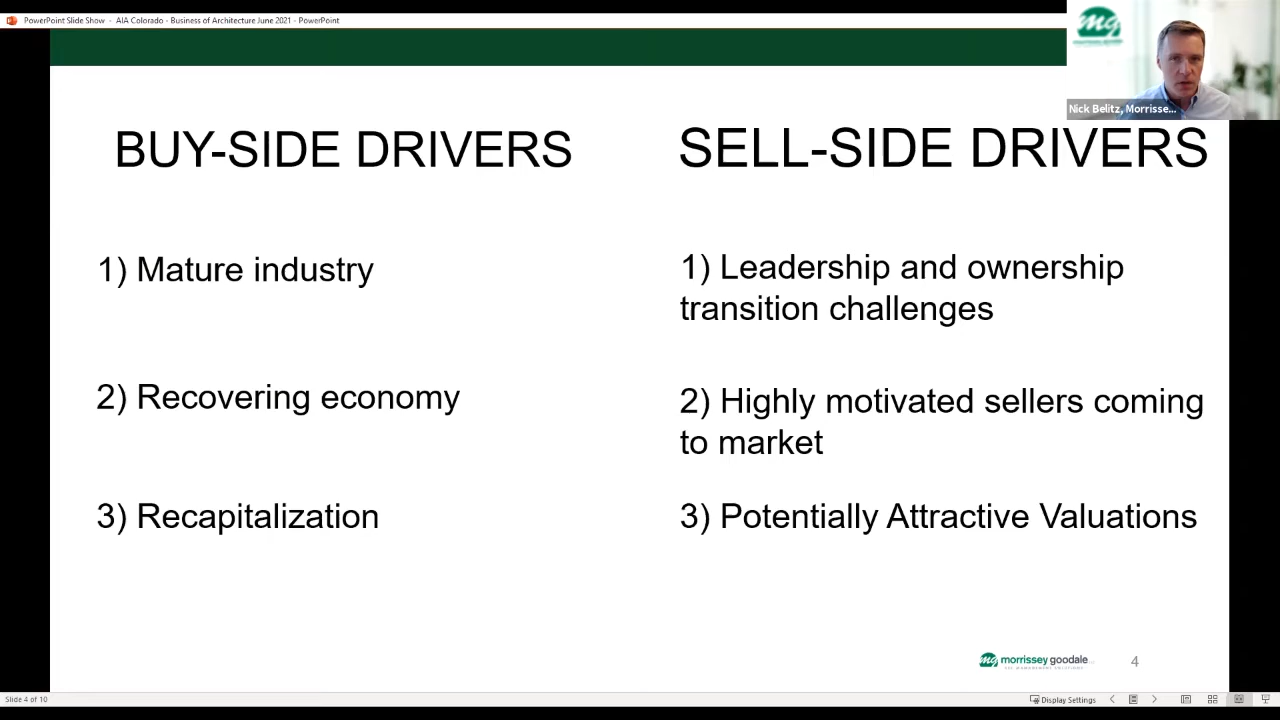 PowerPoint Slide Show - AIA Colorado - Business of Architecture June 2021 - PowerPoint
mg
Nick Belitz, Morrisse...
BUY-SIDE DRIVERS
SELL-SIDE DRIVERS
1) Mature industry
1) Leadership and ownership
transition challenges
2) Recovering economy
2) Highly motivated sellers coming
to market
3) Recapitalization
3) Potentially Attractive Valuations
mg morrissey goodale
4
Slide 4 of 10
Display Settings